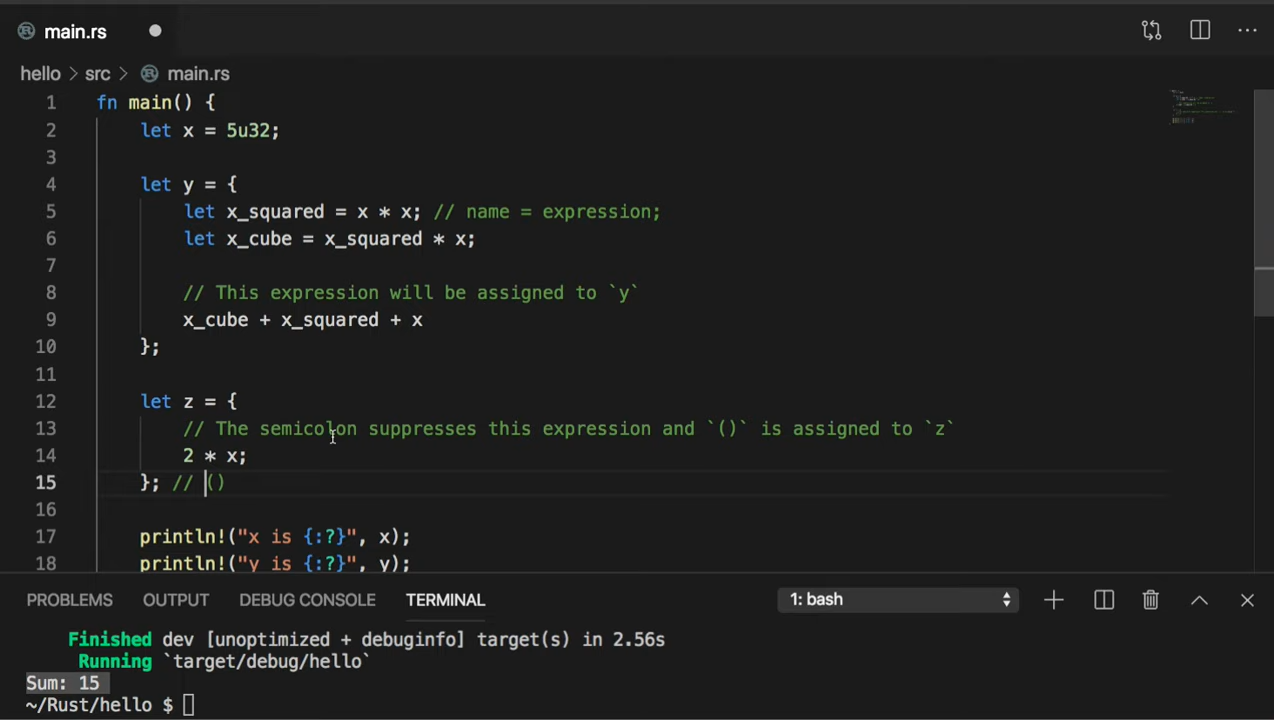 main.rs
hello > src > main.rs
1 fn main() {
2 let x = 5u32;
3
4 let y = {
5 let x_squared = x * x; // name = expression;
6 let x_cube = x_squared * x;
7
8 // This expression will be assigned to `y`
9 x_cube + x_squared + x
10 };
11
12 let z = {
13 // The semicolon suppresses this expression and `()` is assigned to `z`
14 2 * x;
15 }; // ()
16
17 println!("x is {:?}", x);
18 println!("y is {:?}", y);
PROBLEMS OUTPUT DEBUG CONSOLE TERMINAL 1: bash
Finished dev [unoptimized + debuginfo] target(s) in 2.56s
Running `target/debug/hello`
Sum: 15
~/Rust/hello $